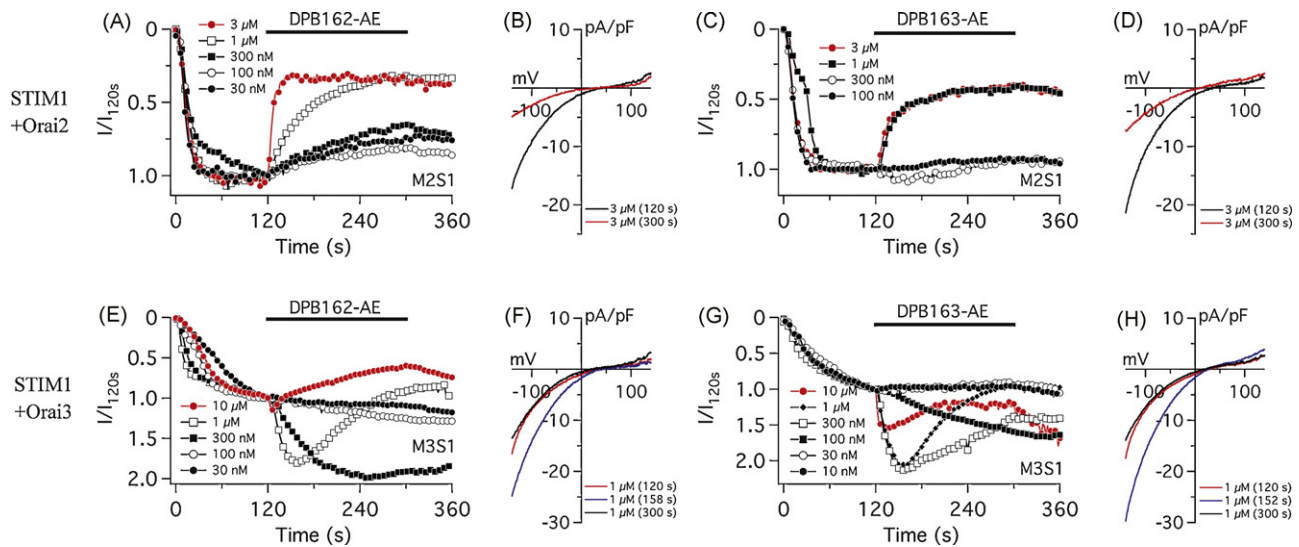 STIM1
+Orai2
(A)
DPB162-AE
3 μM
1 μM
300 nM
100 nM
30 nM
I/I120s
0
0.5
1.0
M2S1
0 120 240 360
Time (s)
(B)
pA/pF
10
mV
-100 100
-10
-20
3 μM (120 s)
3 μM (300 s)
(C)
DPB163-AE
3 μM
1 μM
300 nM
100 nM
I/I120s
0
0.5
1.0
M2S1
0 120 240 360
Time (s)
(D)
pA/pF
10
mV
-100 100
-10
-20
3 μM (120 s)
3 μM (300 s)
STIM1
+Orai3
(E)
DPB162-AE
I/I120s
0
0.5
1.0
1.5
2.0
10 μM
1 μM
300 nM
100 nM
30 nM
M3S1
0 120 240 360
Time (s)
(F)
pA/pF
10
mV
-100 100
-10
-20
-30
1 μM (120 s)
1 μM (158 s)
1 μM (300 s)
(G)
DPB163-AE
I/I120s
0
0.5
1.0
1.5
2.0
10 μM
1 μM
300 nM
100 nM
30 nM
10 nM
M3S1
0 120 240 360
Time (s)
(H)
pA/pF
10
mV
-100 100
-10
-20
-30
1 μM (120 s)
1 μM (152 s)
1 μM (300 s)